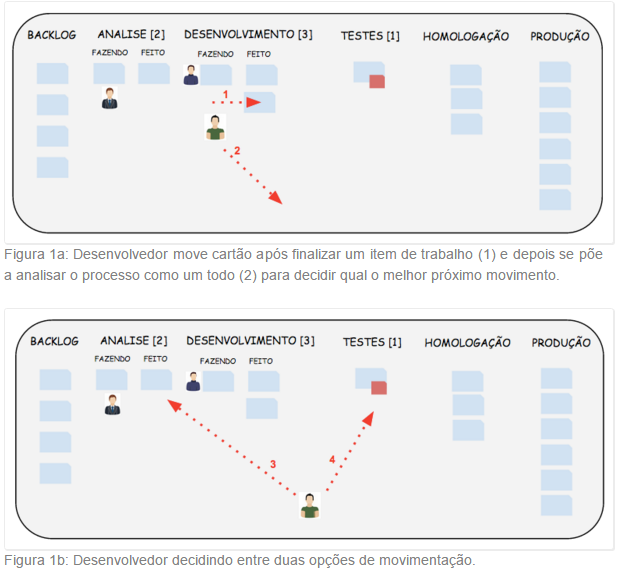 BACKLOG ANALISE [2] DESENVOLVIMENTO [3] TESTES [1] HOMOLOGAÇÃO PRODUÇÃO
FAZENDO FEITO FAZENDO FEITO
1
2
Figura 1a: Desenvolvedor move cartão após finalizar um item de trabalho (1) e depois se põe
a analisar o processo como um todo (2) para decidir qual o melhor próximo movimento.
BACKLOG ANALISE [2] DESENVOLVIMENTO [3] TESTES [1] HOMOLOGAÇÃO PRODUÇÃO
FAZENDO FEITO FAZENDO FEITO
3 4
Figura 1b: Desenvolvedor decidindo entre duas opções de movimentação.